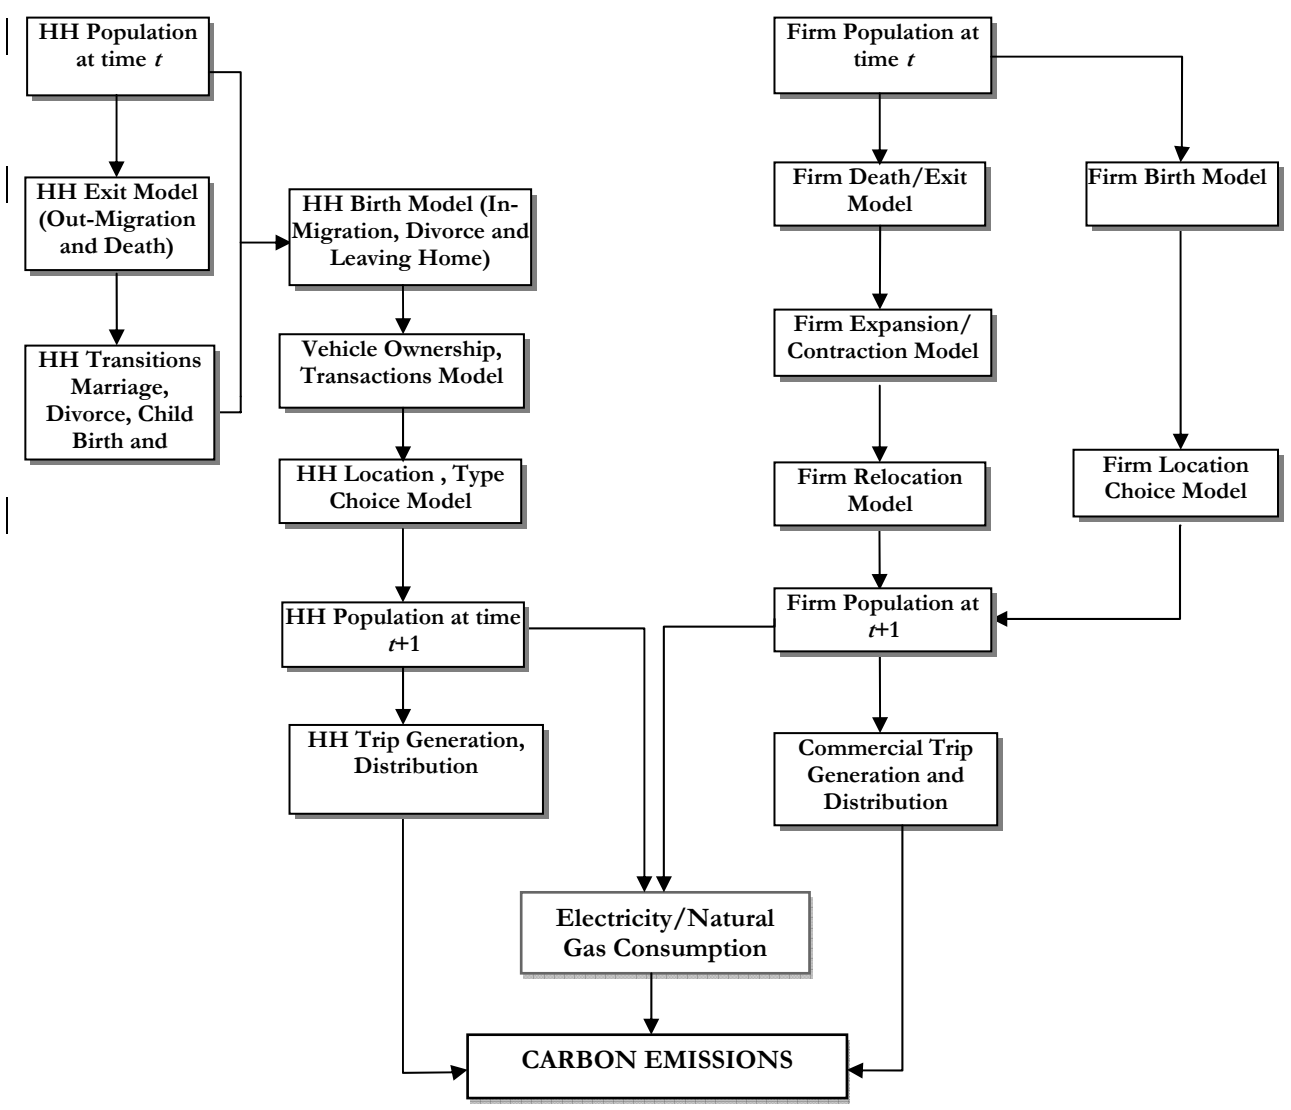 HH Population
at time t
HH Exit Model
(Out-Migration
and Death)
HH Transitions
Marriage,
Divorce, Child
Birth and
HH Birth Model (In-
Migration, Divorce and
Leaving Home)
Vehicle Ownership,
Transactions Model
HH Location , Type
Choice Model
HH Population at time
t+1
HH Trip Generation,
Distribution
Firm Population at
time t
Firm Death/Exit
Model
Firm Expansion/
Contraction Model
Firm Relocation
Model
Firm Population at
t+1
Commercial Trip
Generation and
Distribution
Firm Birth Model
Firm Location
Choice Model
Electricity/Natural
Gas Consumption
CARBON EMISSIONS